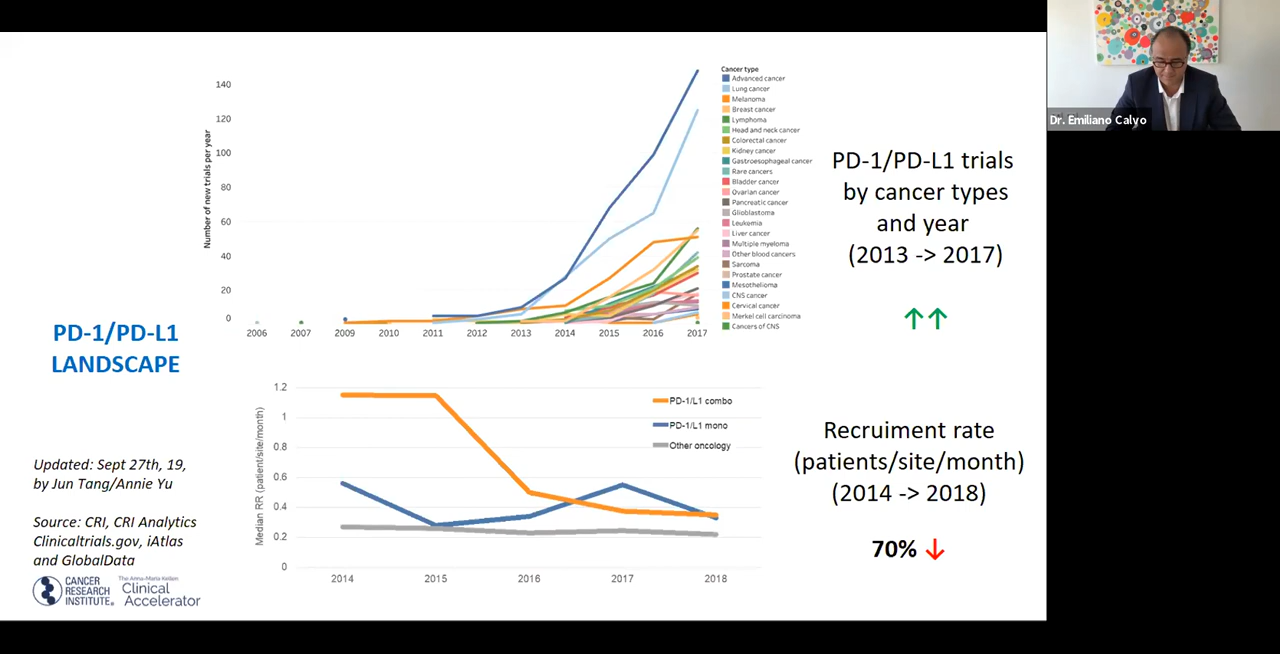 PD-1/PD-L1
LANDSCAPE
Updated: Sept 27th, 19,
by Jun Tang/Annie Yu
Source: CRI, CRI Analytics
Clinicaltrials.gov, iAtlas
and GlobalData
CANCER
RESEARCH
INSTITUTE®
The Anna-Maria Kellen
Clinical
Accelerator
Number of new trials per year
140
120
100
80
60
40
20
0
2006 2007 2009 2010 2011 2012 2013 2014 2015 2016 2017
Cancer type
Advanced cancer
Lung cancer
Melanoma
Breast cancer
Lymphoma
Head and neck cancer
Colorectal cancer
Kidney cancer
Gastroesophageal cancer
Rare cancers
Bladder cancer
Ovarian cancer
Pancreatic cancer
Glioblastoma
Leukemia
Liver cancer
Multiple myeloma
Other blood cancers
Sarcoma
Prostate cancer
Mesothelioma
CNS cancer
Cervical cancer
Merkel cell carcinoma
Cancers of CNS
Median RR (patient/site/month)
1.2
1
0.8
0.6
0.4
0.2
0
2014 2015 2016 2017 2018
PD-1/L1 combo
PD-1/L1 mono
Other oncology
PD-1/PD-L1 trials
by cancer types
and year
(2013 -> 2017)
↑↑
Recruiment rate
(patients/site/month)
(2014 -> 2018)
70% ↓
Dr. Emiliano Calvo